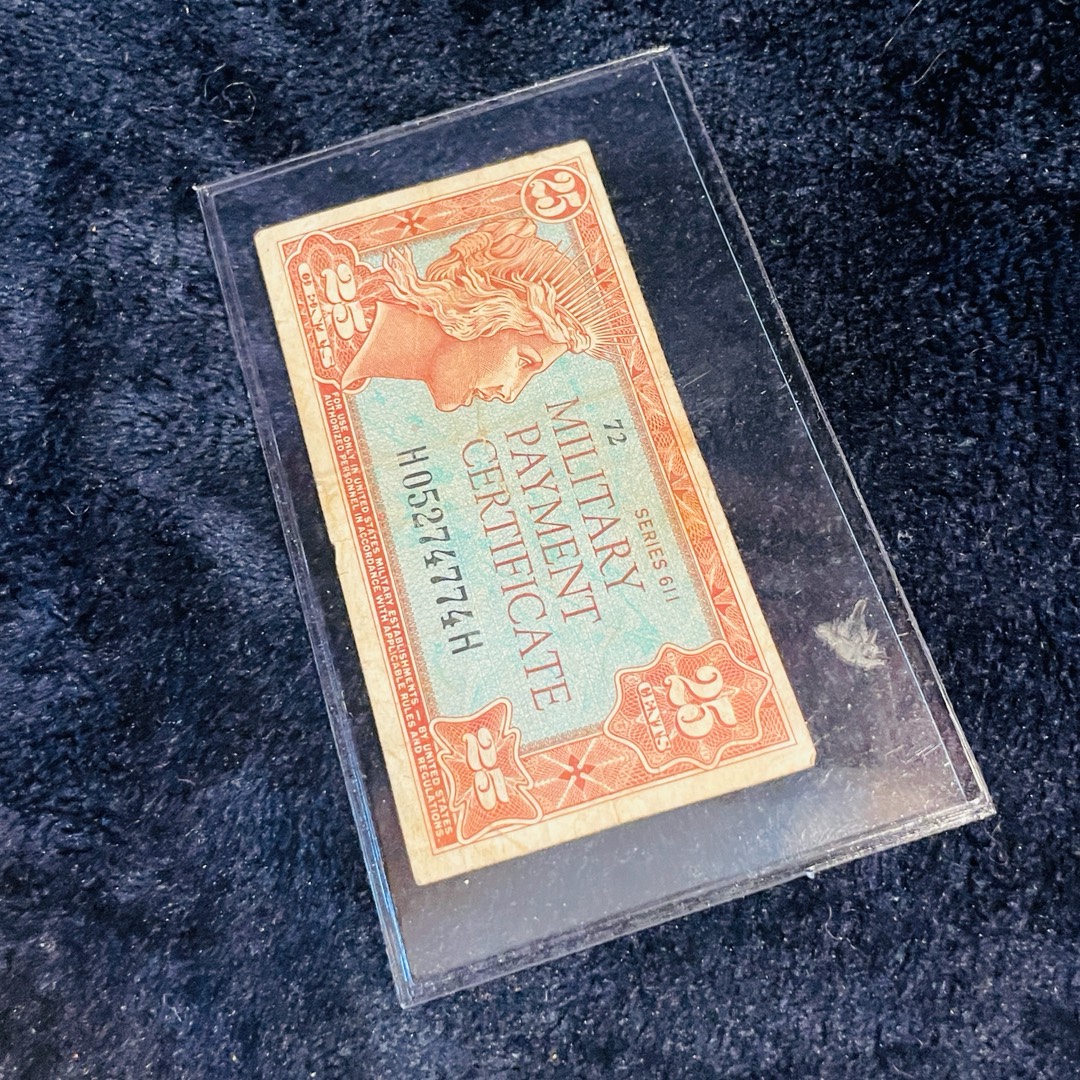 25
SERIES 611
72
MILITARY
PAYMENT
CERTIFICATE
H05274774H
25
CENTS
25
CENTS
25
FOR USE ONLY IN UNITED STATES MILITARY ESTABLISHMENTS — BY UNITED STATES
AUTHORIZED PERSONNEL IN ACCORDANCE WITH APPLICABLE RULES AND REGULATIONS.